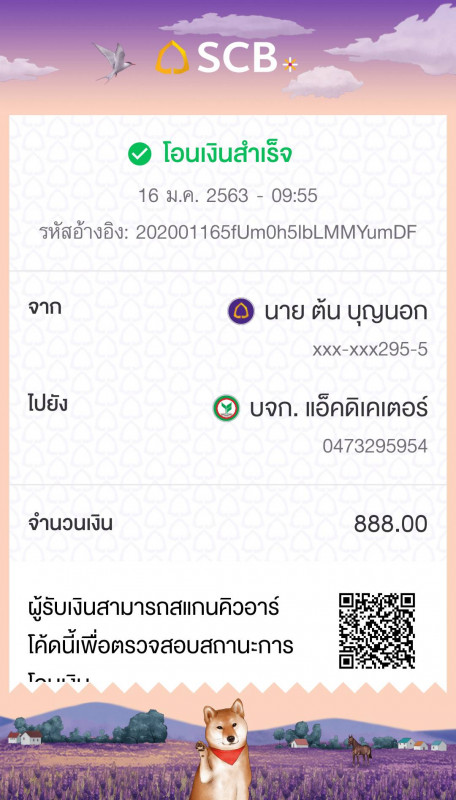 SCB
โอนเงินสำเร็จ
16 ม.ค. 2563 - 09:55
รหัสอ้างอิง: 202001165fUm0h5lbLMMYumDF
จาก
นาย ต้น บุญนอก
xxx-xxx295-5
ไปยัง
บจก. แอ็คดิเคเตอร์
0473295954
จำนวนเงิน
888.00
ผู้รับเงินสามารถสแกนคิวอาร์
โค้ดนี้เพื่อตรวจสอบสถานะการ
โอนเงิน